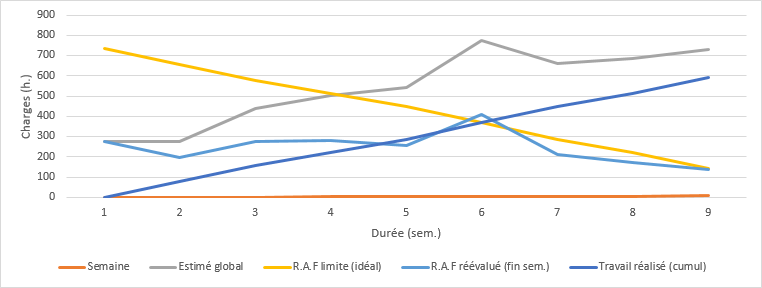 900
800
700
600
500
400
300
200
100
0
Charges (h.)
1 2 3 4 5 6 7 8 9
Durée (sem.)
Semaine Estimé global R.A.F limite (idéal) R.A.F réévalué (fin sem.) Travail réalisé (cumul)